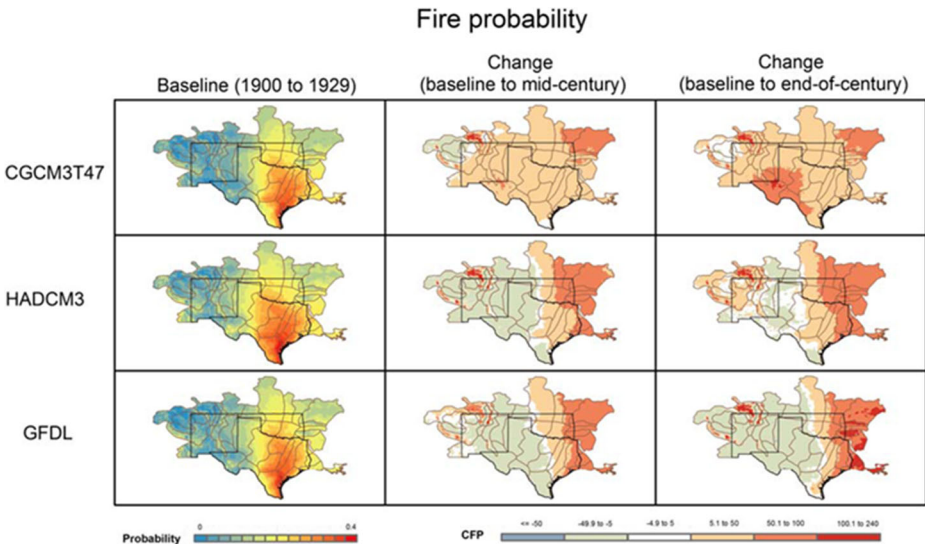 Fire probability
Baseline (1900 to 1929)
Change
(baseline to mid-century)
Change
(baseline to end-of-century)
CGCM3T47
HADCM3
GFDL
Probability
0
0.4
CFP
<= -50
-49.9 to -5
-4.9 to 5
5.1 to 50
50.1 to 100
100.1 to 240